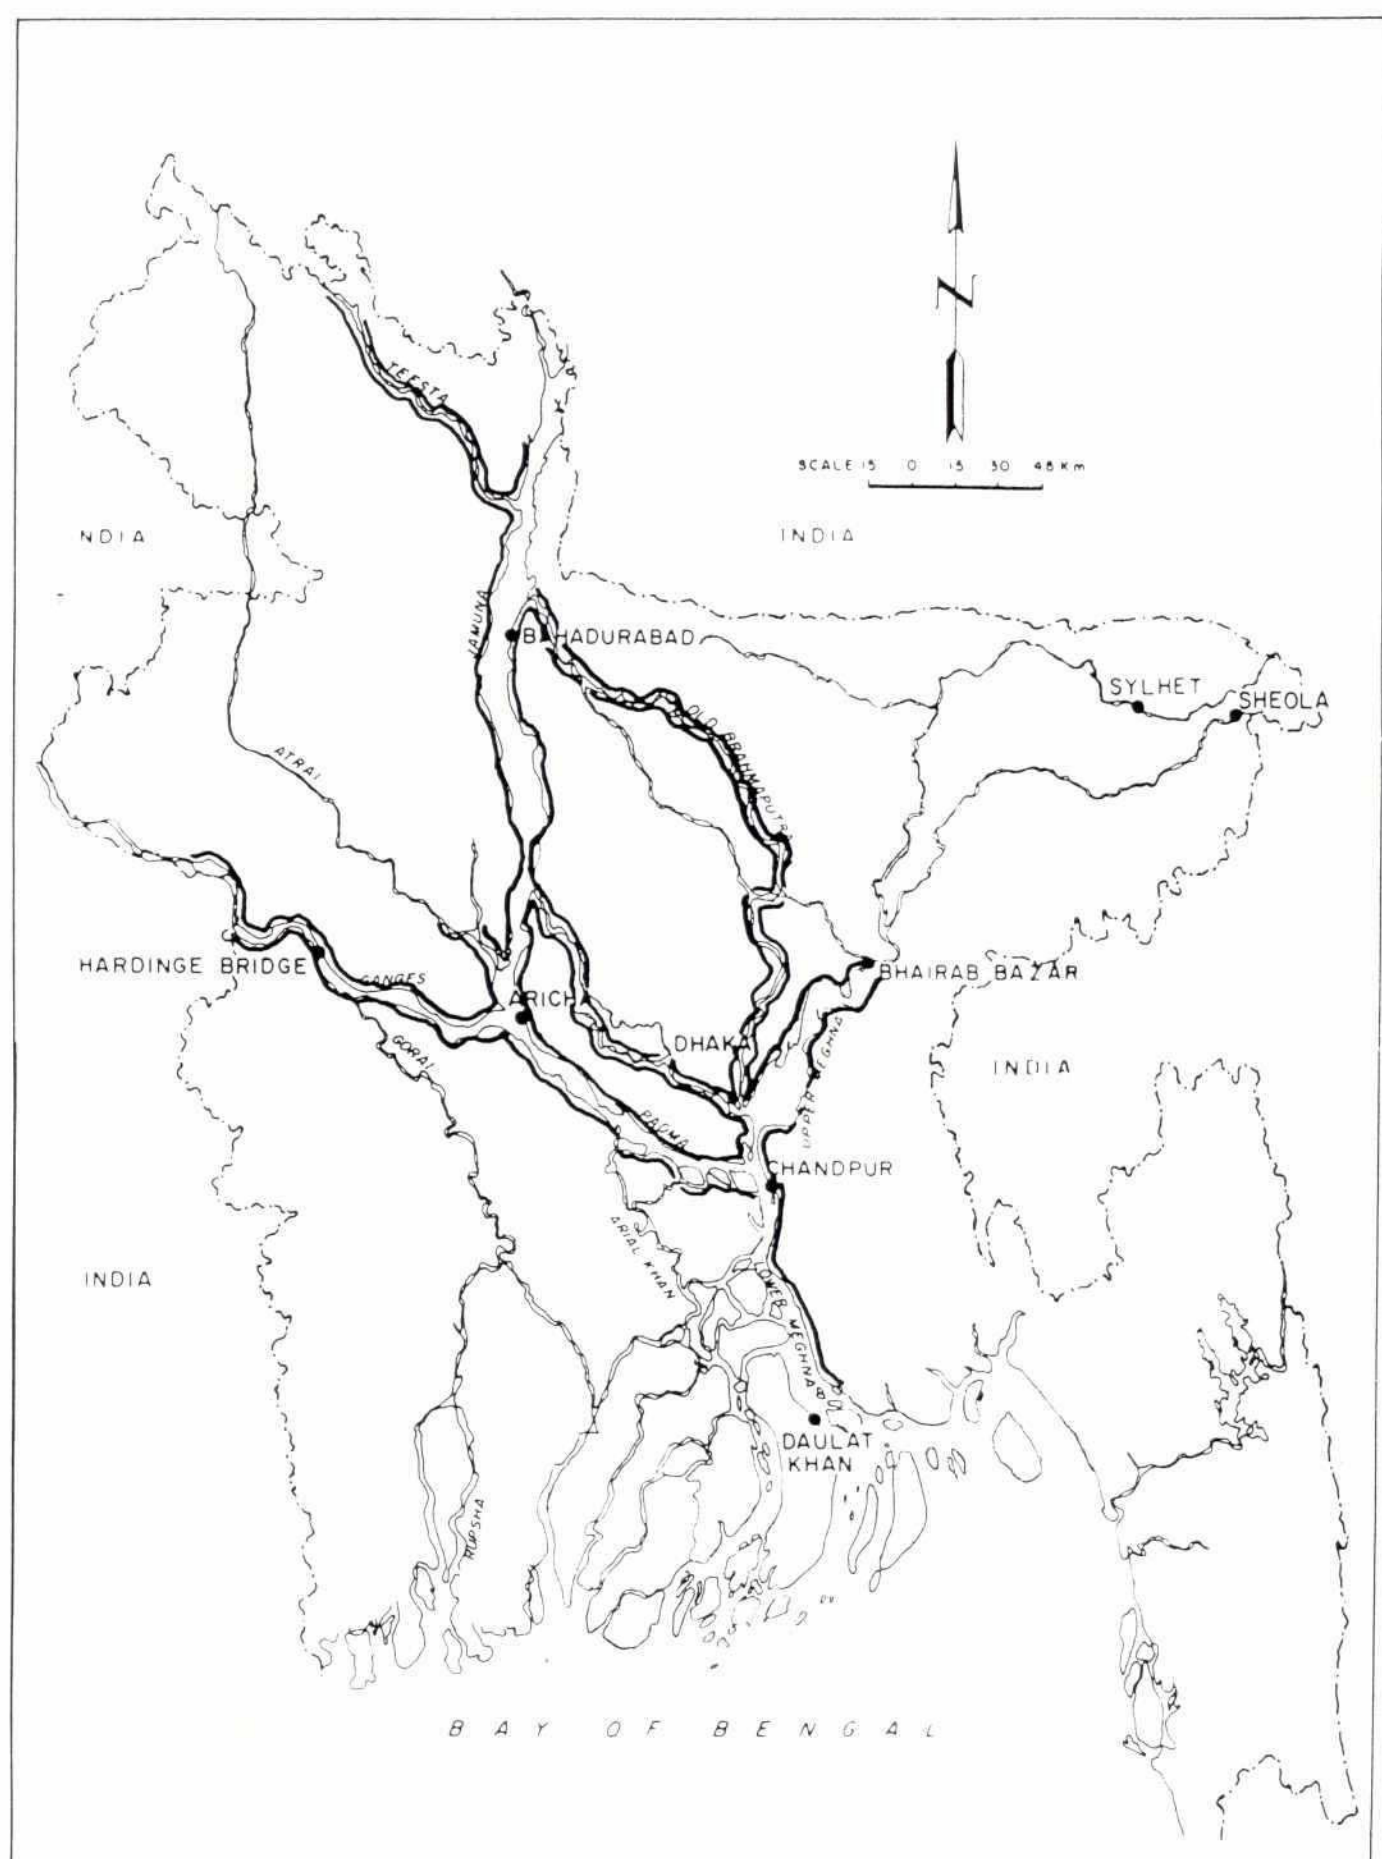 N
SCALE 15 0 15 30 45 Km
TEESTA
NDIA
INDIA
JAMUNA
BAHADURABAD
SYLHET
SHEOLA
OLD BRAHMAPUTRA
ATRAI
HARDINGE BRIDGE
GANGES
BHAIRAB BAZAR
ARICHA
GORAI
DHAKA
UPPER MEGHNA
INDIA
PADMA
CHANDPUR
ARIAL KHAN
INDIA
LOWER MEGHNA
DAULAT
KHAN
RUPSHA
BAY OF BENGAL